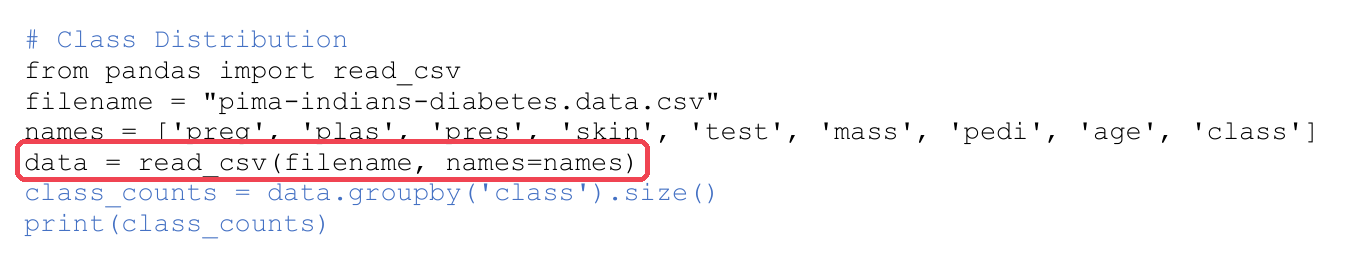 # Class Distribution
from pandas import read_csv
filename = "pima-indians-diabetes.data.csv"
names = ['preg', 'plas', 'pres', 'skin', 'test', 'mass', 'pedi', 'age', 'class']
data = read_csv(filename, names=names)
class_counts = data.groupby('class').size()
print(class_counts)